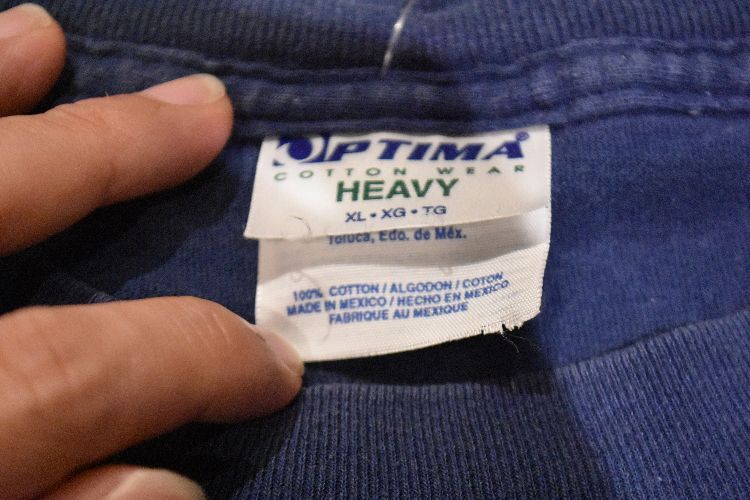 OPTIMA®
COTTON WEAR
HEAVY
XL • XG • TG
Toluca, Edo. de Méx.
100% COTTON / ALGODON / COTON
MADE IN MEXICO / HECHO EN MEXICO
FABRIQUE AU MEXIQUE